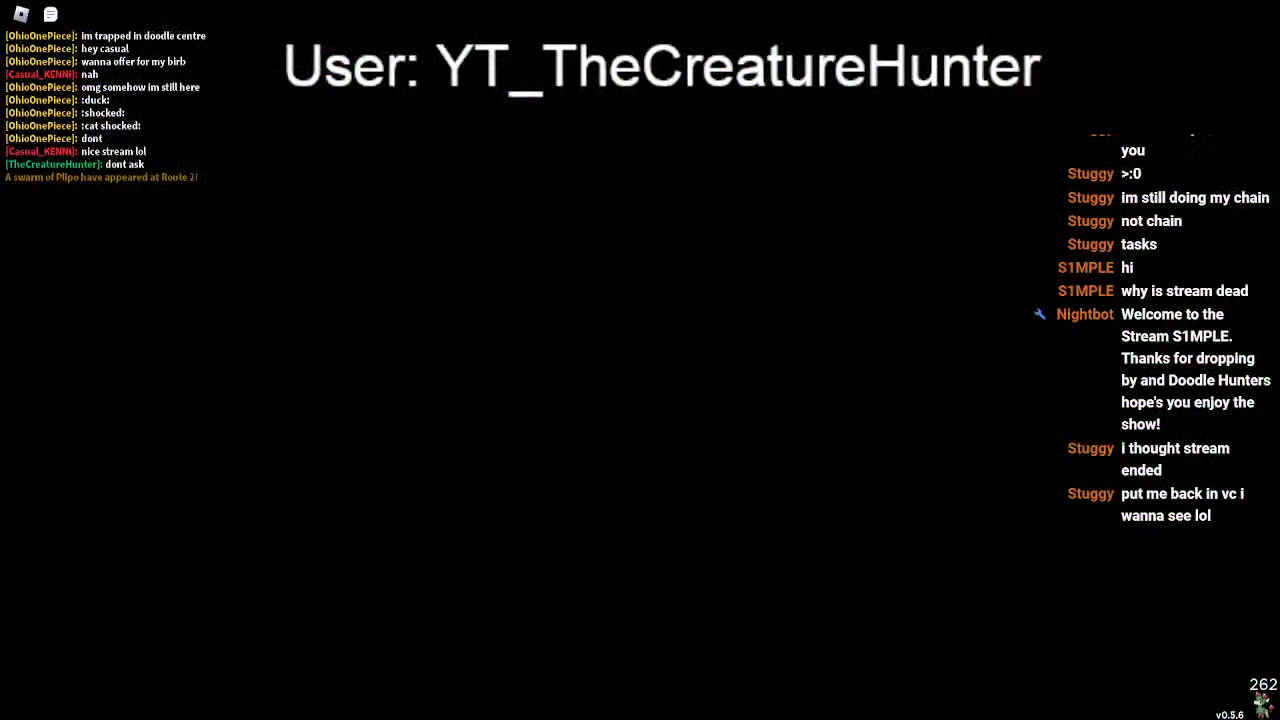 User: YT_TheCreatureHunter
[OhioOnePiece]: im trapped in doodle centre
[OhioOnePiece]: hey casual
[OhioOnePiece]: wanna offer for my birb
[Casual_KENNi]: nah
[OhioOnePiece]: omg somehow im still here
[OhioOnePiece]: :duck:
[OhioOnePiece]: :shocked:
[OhioOnePiece]: :cat shocked:
[OhioOnePiece]: dont
[Casual_KENNi]: nice stream lol
[TheCreatureHunter]: dont ask
A swarm of Plipo have appeared at Route 2!
you
Stuggy >:0
Stuggy im still doing my chain
Stuggy not chain
Stuggy tasks
S1MPLE hi
S1MPLE why is stream dead
Nightbot Welcome to the
Stream S1MPLE.
Thanks for dropping
by and Doodle Hunters
hope's you enjoy the
show!
Stuggy i thought stream
ended
Stuggy put me back in vc i
wanna see lol
262
v0.5.6